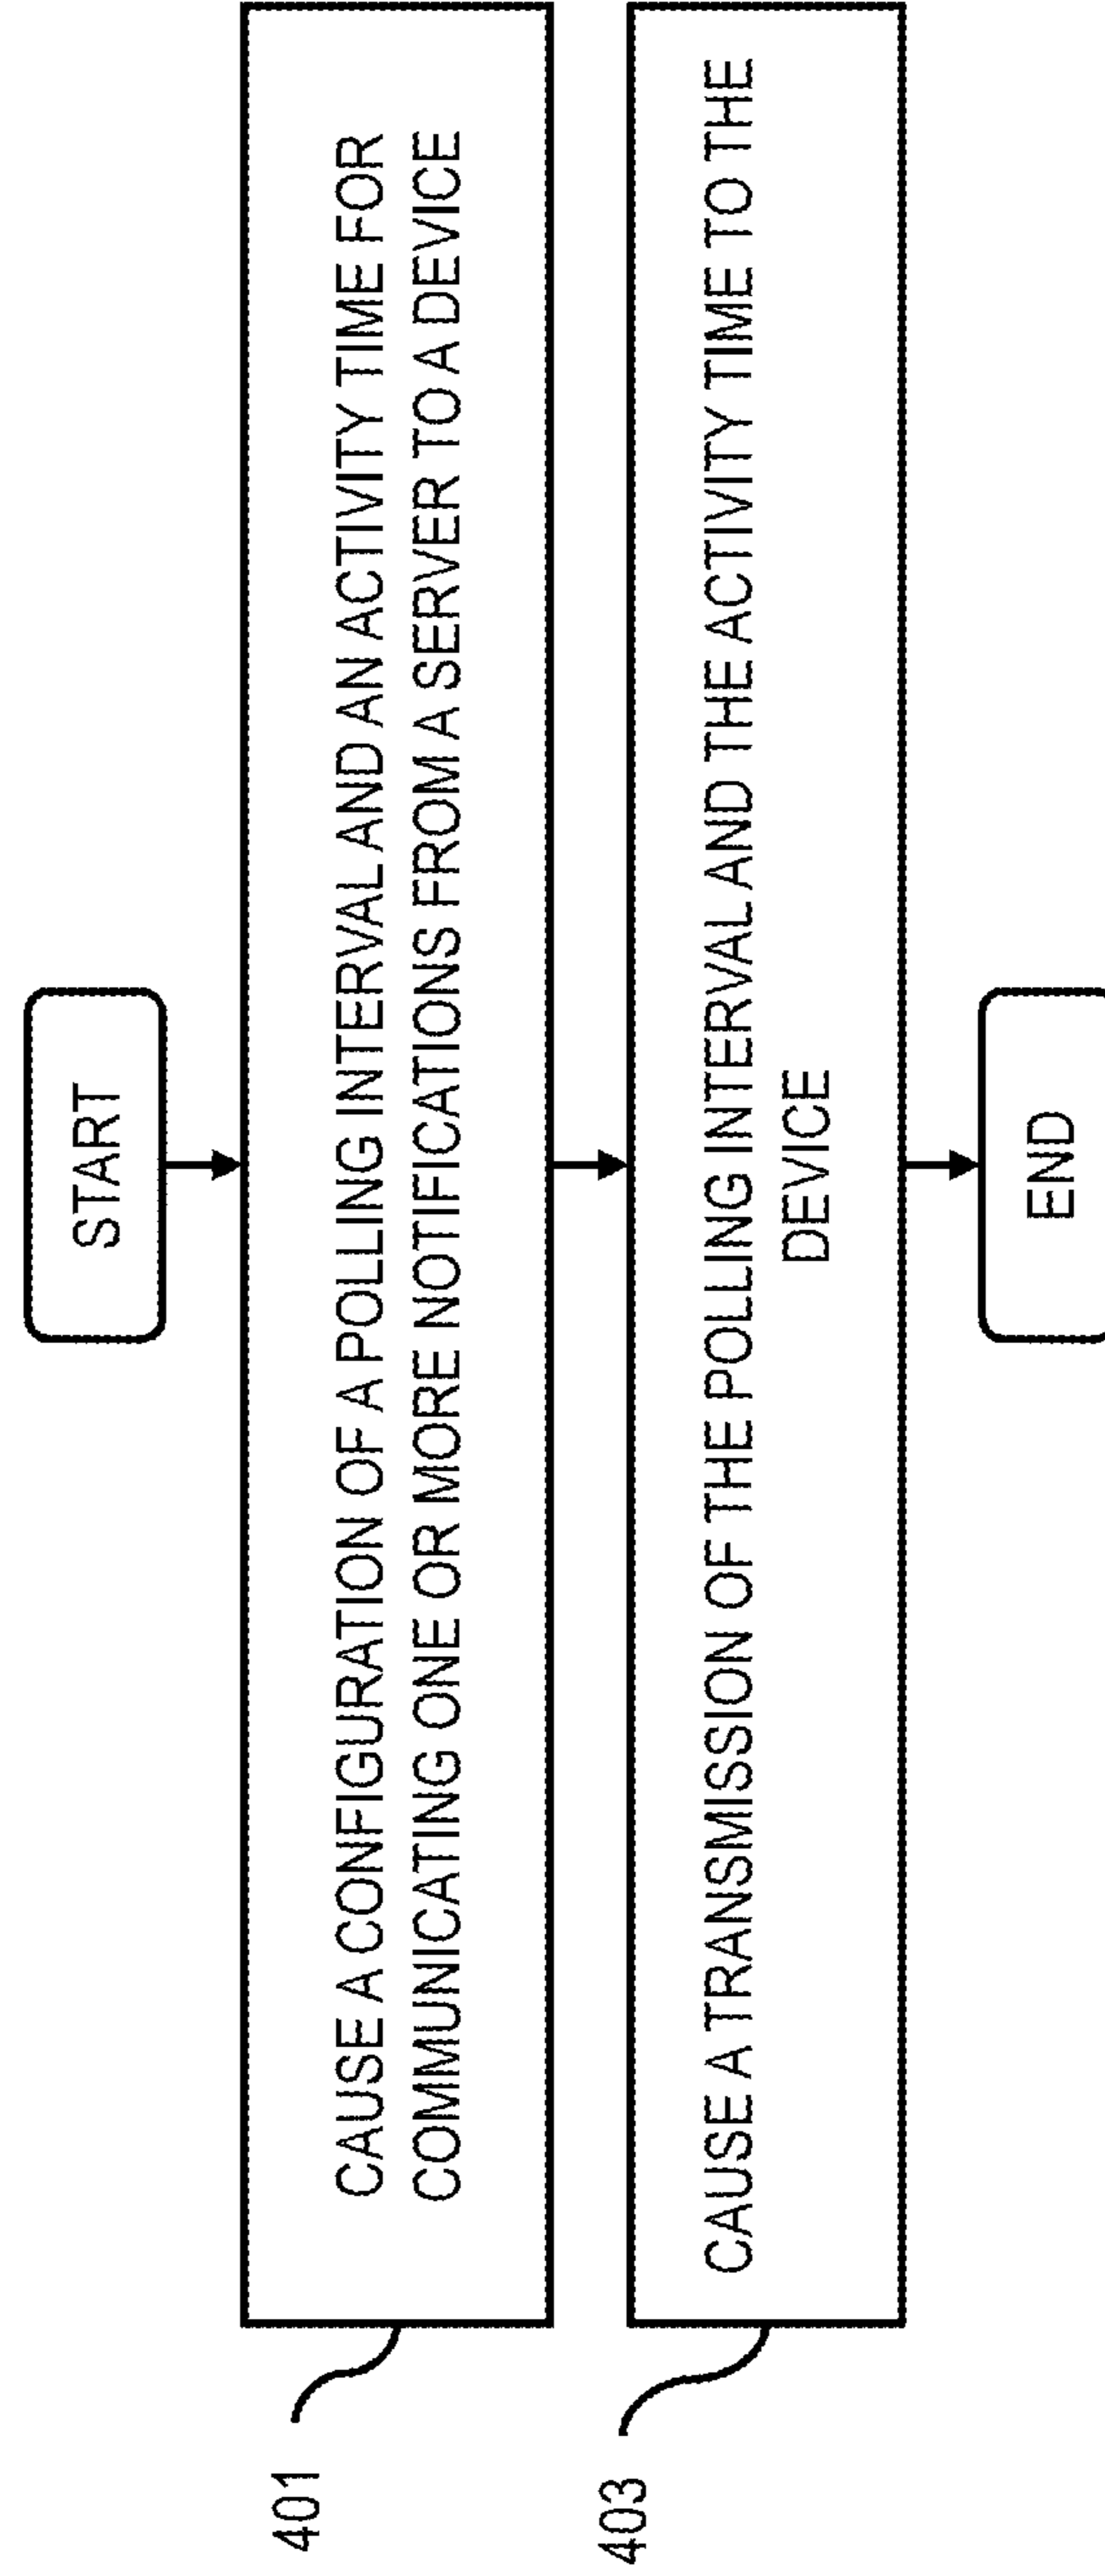 START
401
CAUSE A CONFIGURATION OF A POLLING INTERVAL AND AN ACTIVITY TIME FOR
COMMUNICATING ONE OR MORE NOTIFICATIONS FROM A SERVER TO A DEVICE
403
CAUSE A TRANSMISSION OF THE POLLING INTERVAL AND THE ACTIVITY TIME TO THE
DEVICE
END